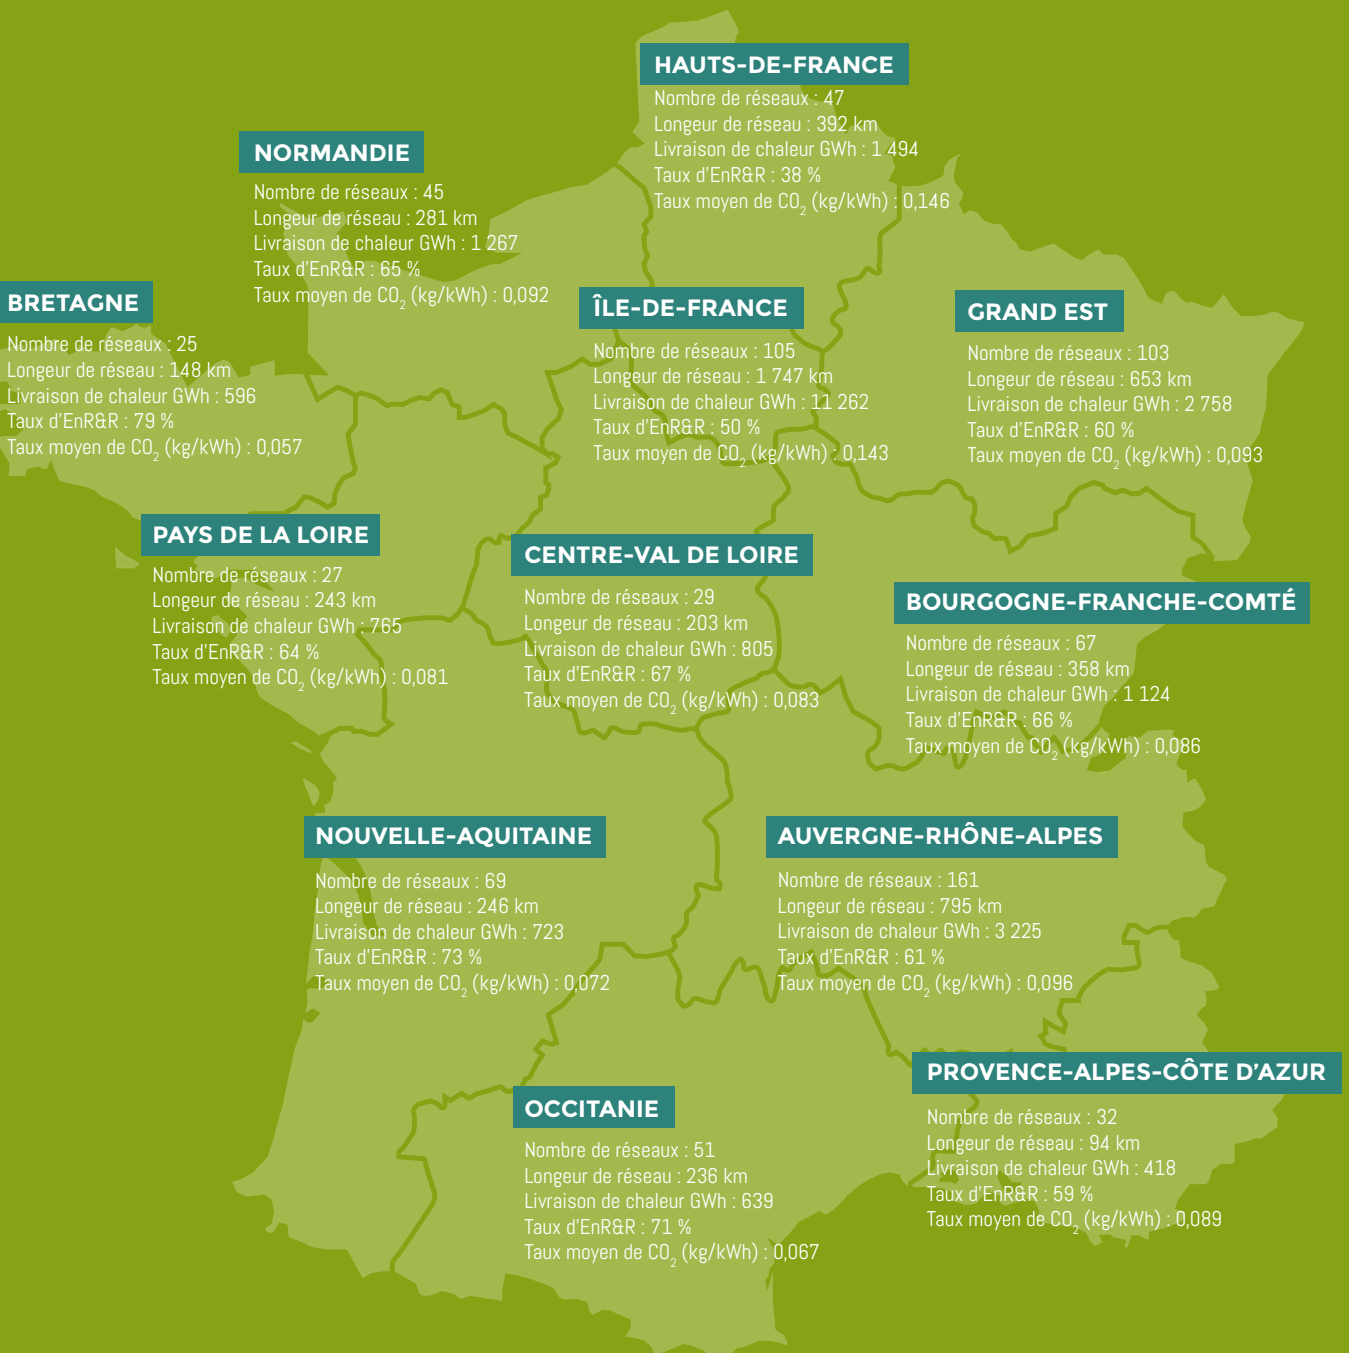 HAUTS-DE-FRANCE
Nombre de réseaux : 47
Longeur de réseau : 392 km
Livraison de chaleur GWh : 1 494
Taux d'EnR&R : 38 %
Taux moyen de CO2 (kg/kWh) : 0,146
NORMANDIE
Nombre de réseaux : 45
Longeur de réseau : 281 km
Livraison de chaleur GWh : 1 267
Taux d'EnR&R : 65 %
Taux moyen de CO2 (kg/kWh) : 0,092
BRETAGNE
Nombre de réseaux : 25
Longeur de réseau : 148 km
Livraison de chaleur GWh : 596
Taux d'EnR&R : 79 %
Taux moyen de CO2 (kg/kWh) : 0,057
ÎLE-DE-FRANCE
Nombre de réseaux : 105
Longeur de réseau : 1 747 km
Livraison de chaleur GWh : 11 262
Taux d'EnR&R : 50 %
Taux moyen de CO2 (kg/kWh) : 0,143
GRAND EST
Nombre de réseaux : 103
Longeur de réseau : 653 km
Livraison de chaleur GWh : 2 758
Taux d'EnR&R : 60 %
Taux moyen de CO2 (kg/kWh) : 0,093
PAYS DE LA LOIRE
Nombre de réseaux : 27
Longeur de réseau : 243 km
Livraison de chaleur GWh : 765
Taux d'EnR&R : 64 %
Taux moyen de CO2 (kg/kWh) : 0,081
CENTRE-VAL DE LOIRE
Nombre de réseaux : 29
Longeur de réseau : 203 km
Livraison de chaleur GWh : 805
Taux d'EnR&R : 67 %
Taux moyen de CO2 (kg/kWh) : 0,083
BOURGOGNE-FRANCHE-COMTÉ
Nombre de réseaux : 67
Longeur de réseau : 358 km
Livraison de chaleur GWh : 1 124
Taux d'EnR&R : 66 %
Taux moyen de CO2 (kg/kWh) : 0,086
NOUVELLE-AQUITAINE
Nombre de réseaux : 69
Longeur de réseau : 246 km
Livraison de chaleur GWh : 723
Taux d'EnR&R : 73 %
Taux moyen de CO2 (kg/kWh) : 0,072
AUVERGNE-RHÔNE-ALPES
Nombre de réseaux : 161
Longeur de réseau : 795 km
Livraison de chaleur GWh : 3 225
Taux d'EnR&R : 61 %
Taux moyen de CO2 (kg/kWh) : 0,096
PROVENCE-ALPES-CÔTE D'AZUR
Nombre de réseaux : 32
Longeur de réseau : 94 km
Livraison de chaleur GWh : 418
Taux d'EnR&R : 59 %
Taux moyen de CO2 (kg/kWh) : 0,089
OCCITANIE
Nombre de réseaux : 51
Longeur de réseau : 236 km
Livraison de chaleur GWh : 639
Taux d'EnR&R : 71 %
Taux moyen de CO2 (kg/kWh) : 0,067